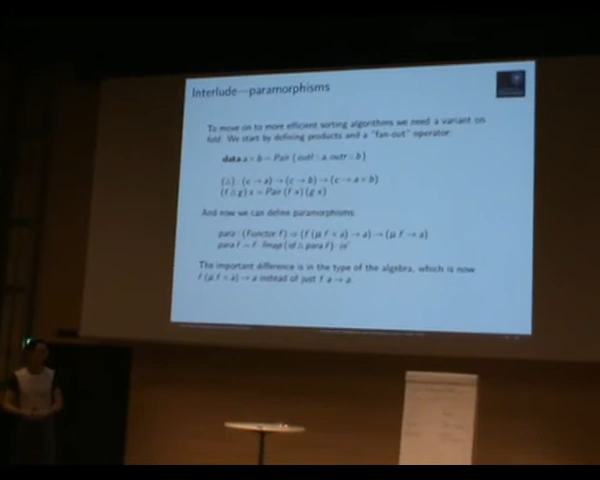 Interlude—paramorphisms
To move on to more efficient sorting algorithms we need a variant on
fold. We start by defining products and a "fan-out" operator:
data a × b = Pair { outl : a, outr : b }
(△) : (c → a) → (c → b) → (c → a × b)
(f △ g) x = Pair (f x) (g x)
And now we can define paramorphisms:
para : (Functor f) ⇒ (f (μ f × a) → a) → (μ f → a)
para f = f · fmap (id △ para f) · in°
The important difference is in the type of the algebra, which is now
f (μ f × a) → a instead of just f a → a.